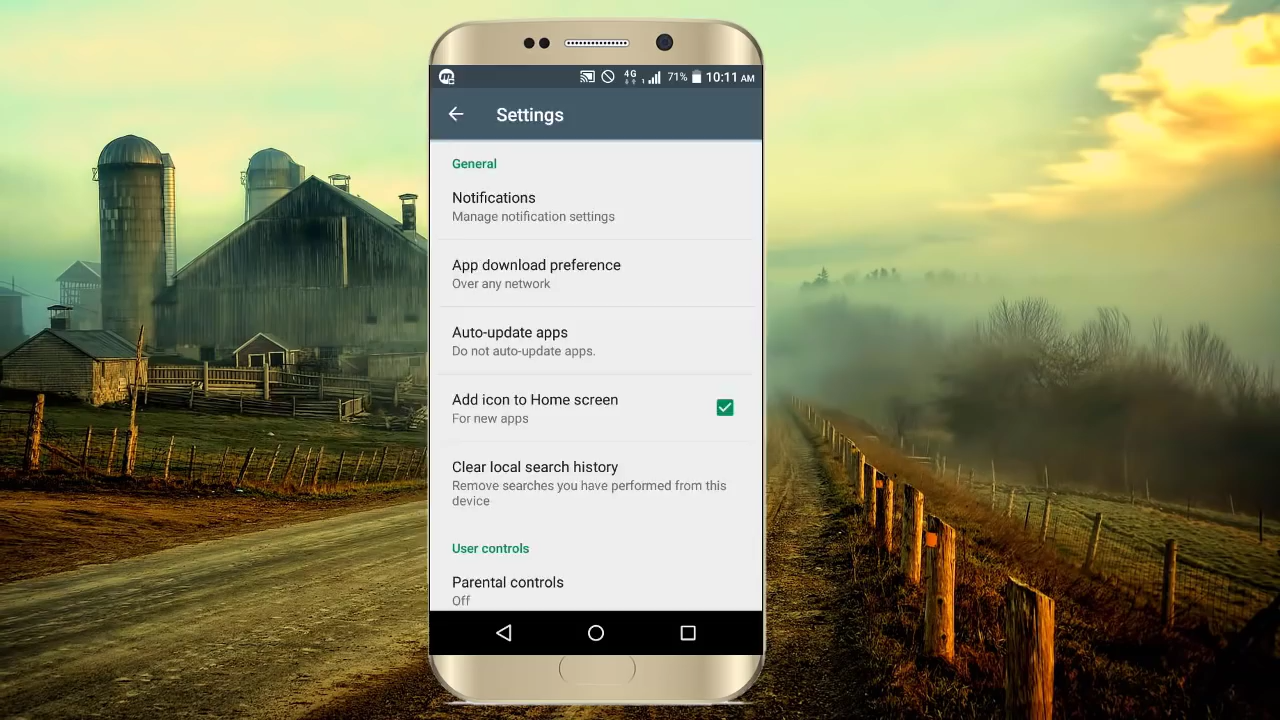 4G 1 71% 10:11 AM
Settings
General
Notifications
Manage notification settings
App download preference
Over any network
Auto-update apps
Do not auto-update apps.
Add icon to Home screen
For new apps
Clear local search history
Remove searches you have performed from this
device
User controls
Parental controls
Off